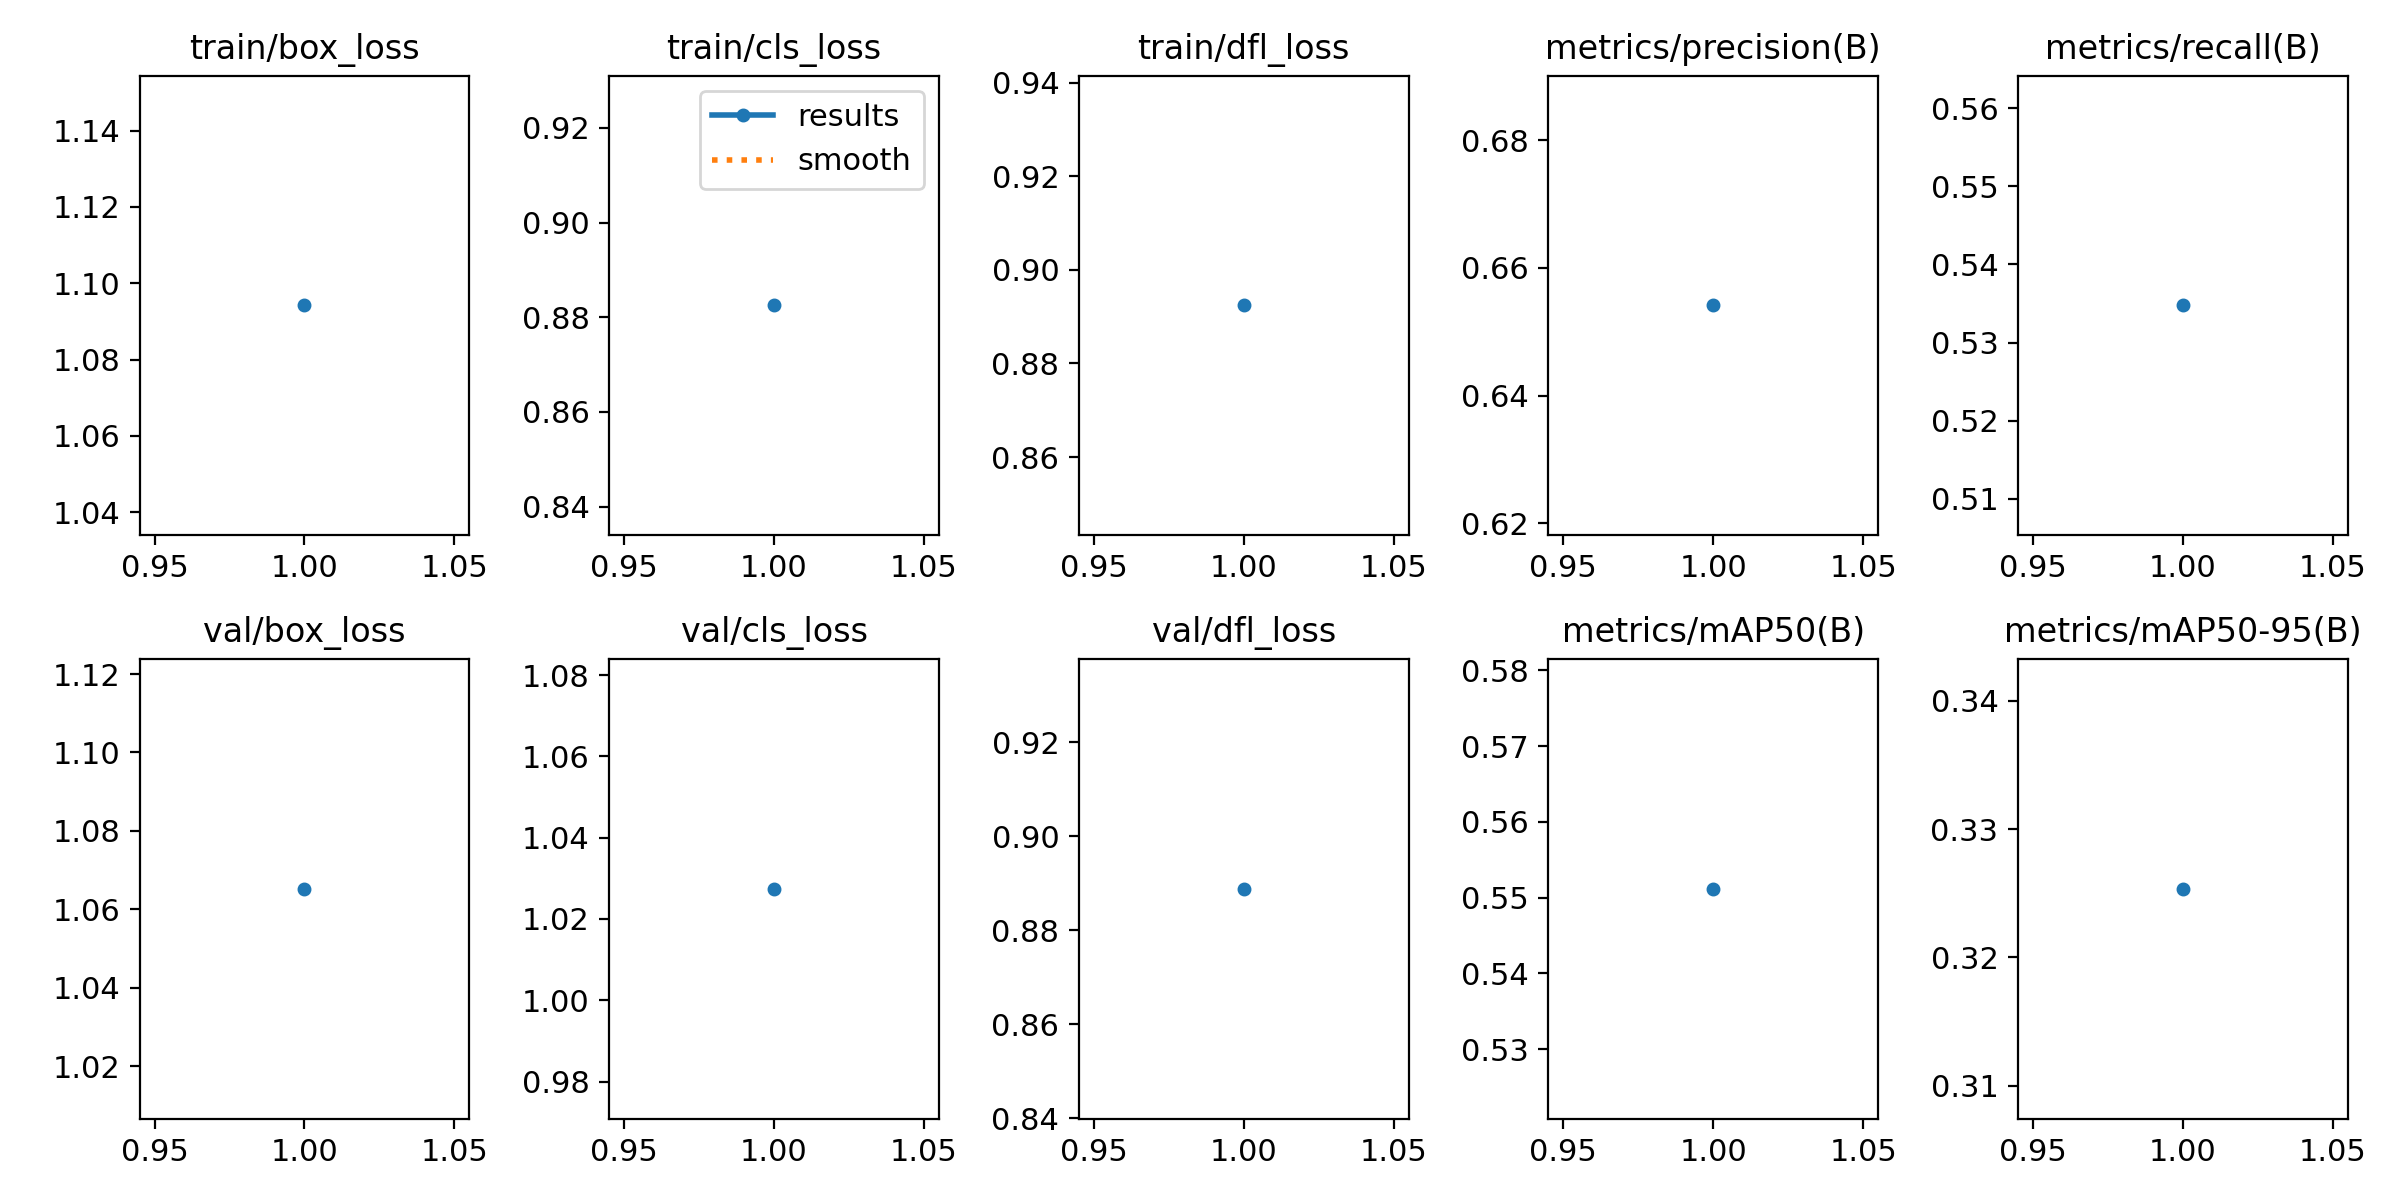 train/box_loss
1.14
1.12
1.10
1.08
1.06
1.04
0.95 1.00 1.05
train/cls_loss
results
smooth
0.92
0.90
0.88
0.86
0.84
0.95 1.00 1.05
train/dfl_loss
0.94
0.92
0.90
0.88
0.86
0.95 1.00 1.05
metrics/precision(B)
0.68
0.66
0.64
0.62
0.95 1.00 1.05
metrics/recall(B)
0.56
0.55
0.54
0.53
0.52
0.51
0.95 1.00 1.05
val/box_loss
1.12
1.10
1.08
1.06
1.04
1.02
0.95 1.00 1.05
val/cls_loss
1.08
1.06
1.04
1.02
1.00
0.98
0.95 1.00 1.05
val/dfl_loss
0.92
0.90
0.88
0.86
0.84
0.95 1.00 1.05
metrics/mAP50(B)
0.58
0.57
0.56
0.55
0.54
0.53
0.95 1.00 1.05
metrics/mAP50-95(B)
0.34
0.33
0.32
0.31
0.95 1.00 1.05